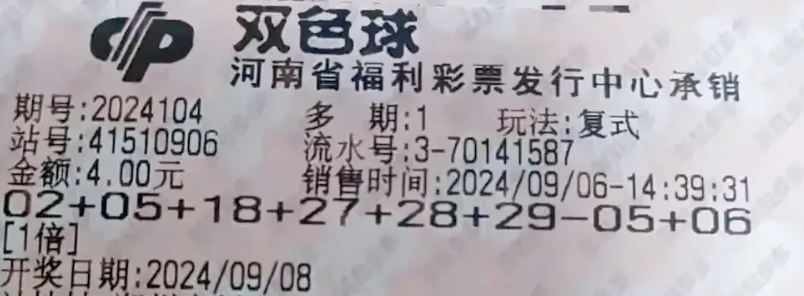 双色球
河南省福利彩票发行中心承销
期号:2024104 多 期:1 玩法:复式
站号:41510906 流水号:3-70141587
金额:4.00元 销售时间:2024/09/06-14:39:31
02+05+18+27+28+29-05+06
[1倍]
开奖日期:2024/09/08